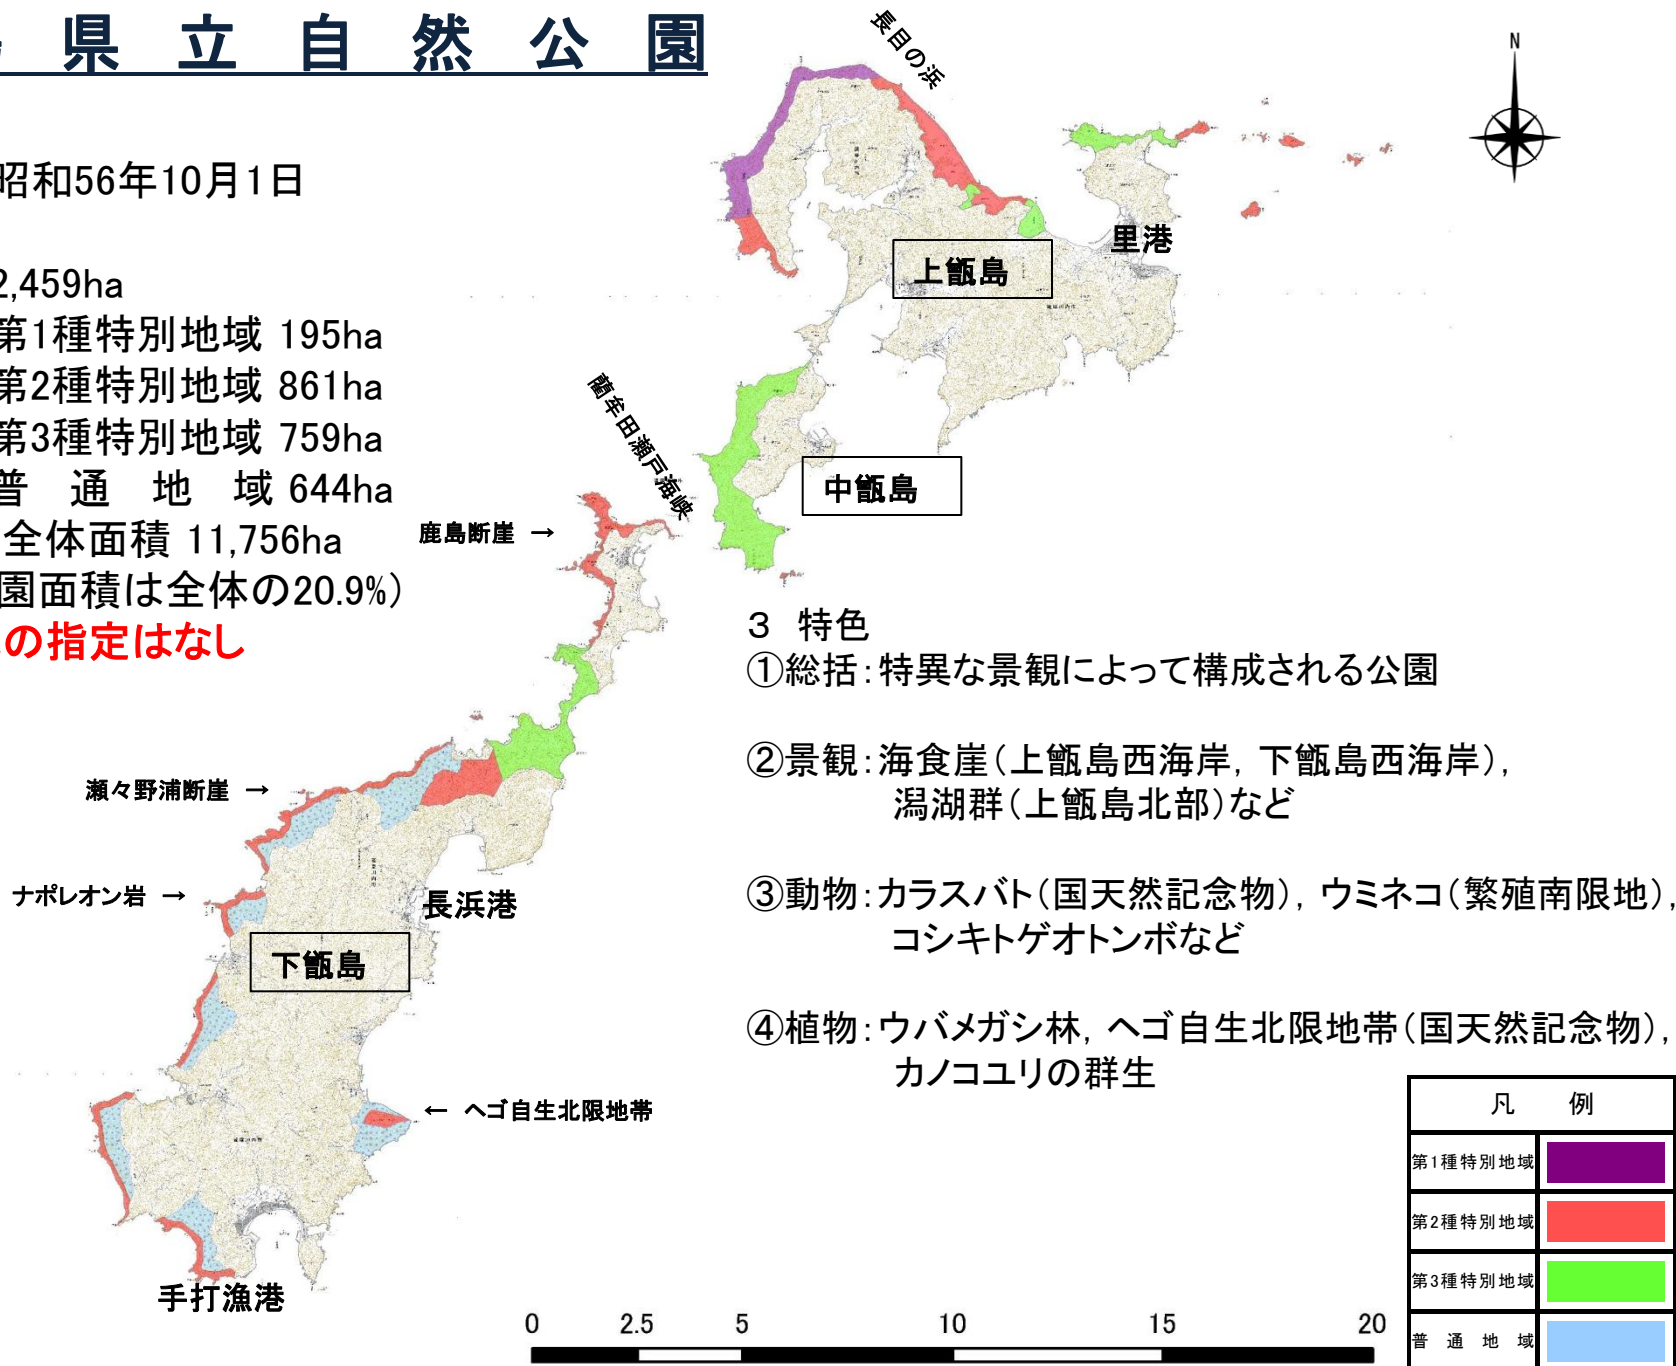 県立自然公園
昭和56年10月1日
2,459ha
第1種特別地域 195ha
第2種特別地域 861ha
第3種特別地域 759ha
普通地域 644ha
全体面積 11,756ha
園面積は全体の20.9%)
の指定はなし
長目の浜
N
里港
上甑島
藺牟田瀬戸海峡
中甑島
鹿島断崖 →
3 特色
①総括:特異な景観によって構成される公園
②景観:海食崖(上甑島西海岸, 下甑島西海岸),
潟湖群(上甑島北部)など
③動物:カラスバト(国天然記念物), ウミネコ(繁殖南限地),
コシキトゲオトンボなど
④植物:ウバメガシ林, ヘゴ自生北限地帯(国天然記念物),
カノコユリの群生
瀬々野浦断崖 →
ナポレオン岩 →
長浜港
下甑島
← ヘゴ自生北限地帯
手打漁港
凡例
第1種特別地域
第2種特別地域
第3種特別地域
普通地域
0 2.5 5 10 15 20